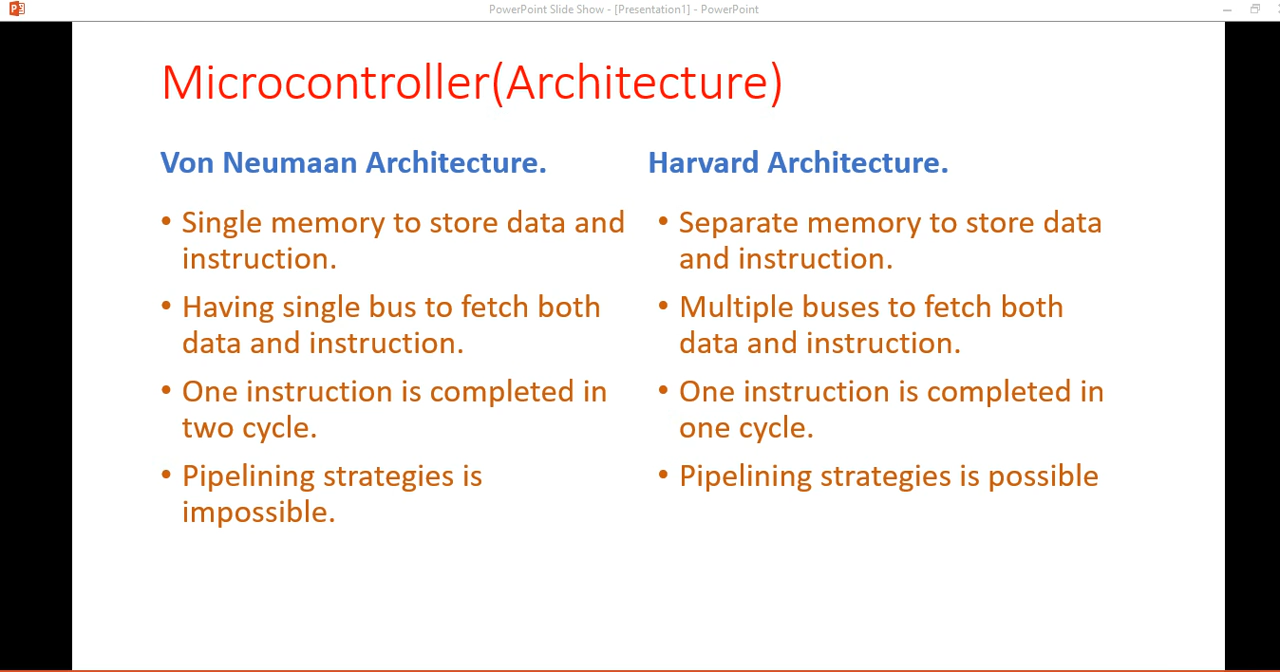 PowerPoint Slide Show - [Presentation1] - PowerPoint
Microcontroller(Architecture)
Von Neumaan Architecture.
• Single memory to store data and
instruction.
• Having single bus to fetch both
data and instruction.
• One instruction is completed in
two cycle.
• Pipelining strategies is
impossible.
Harvard Architecture.
• Separate memory to store data
and instruction.
• Multiple buses to fetch both
data and instruction.
• One instruction is completed in
one cycle.
• Pipelining strategies is possible